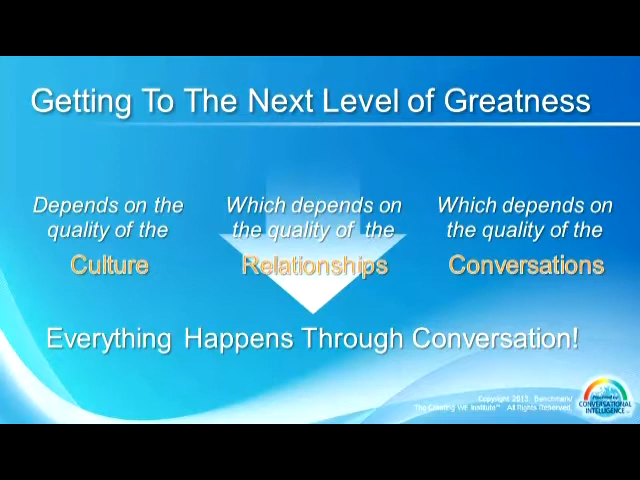 Getting To The Next Level of Greatness
Depends on the
quality of the
Culture
Which depends on
the quality of the
Relationships
Which depends on
the quality of the
Conversations
Everything Happens Through Conversation!
Copyright 2013 Benchmark/
The Creating WE Institute™ All Rights Reserved.
CONVERSATIONAL
INTELLIGENCE